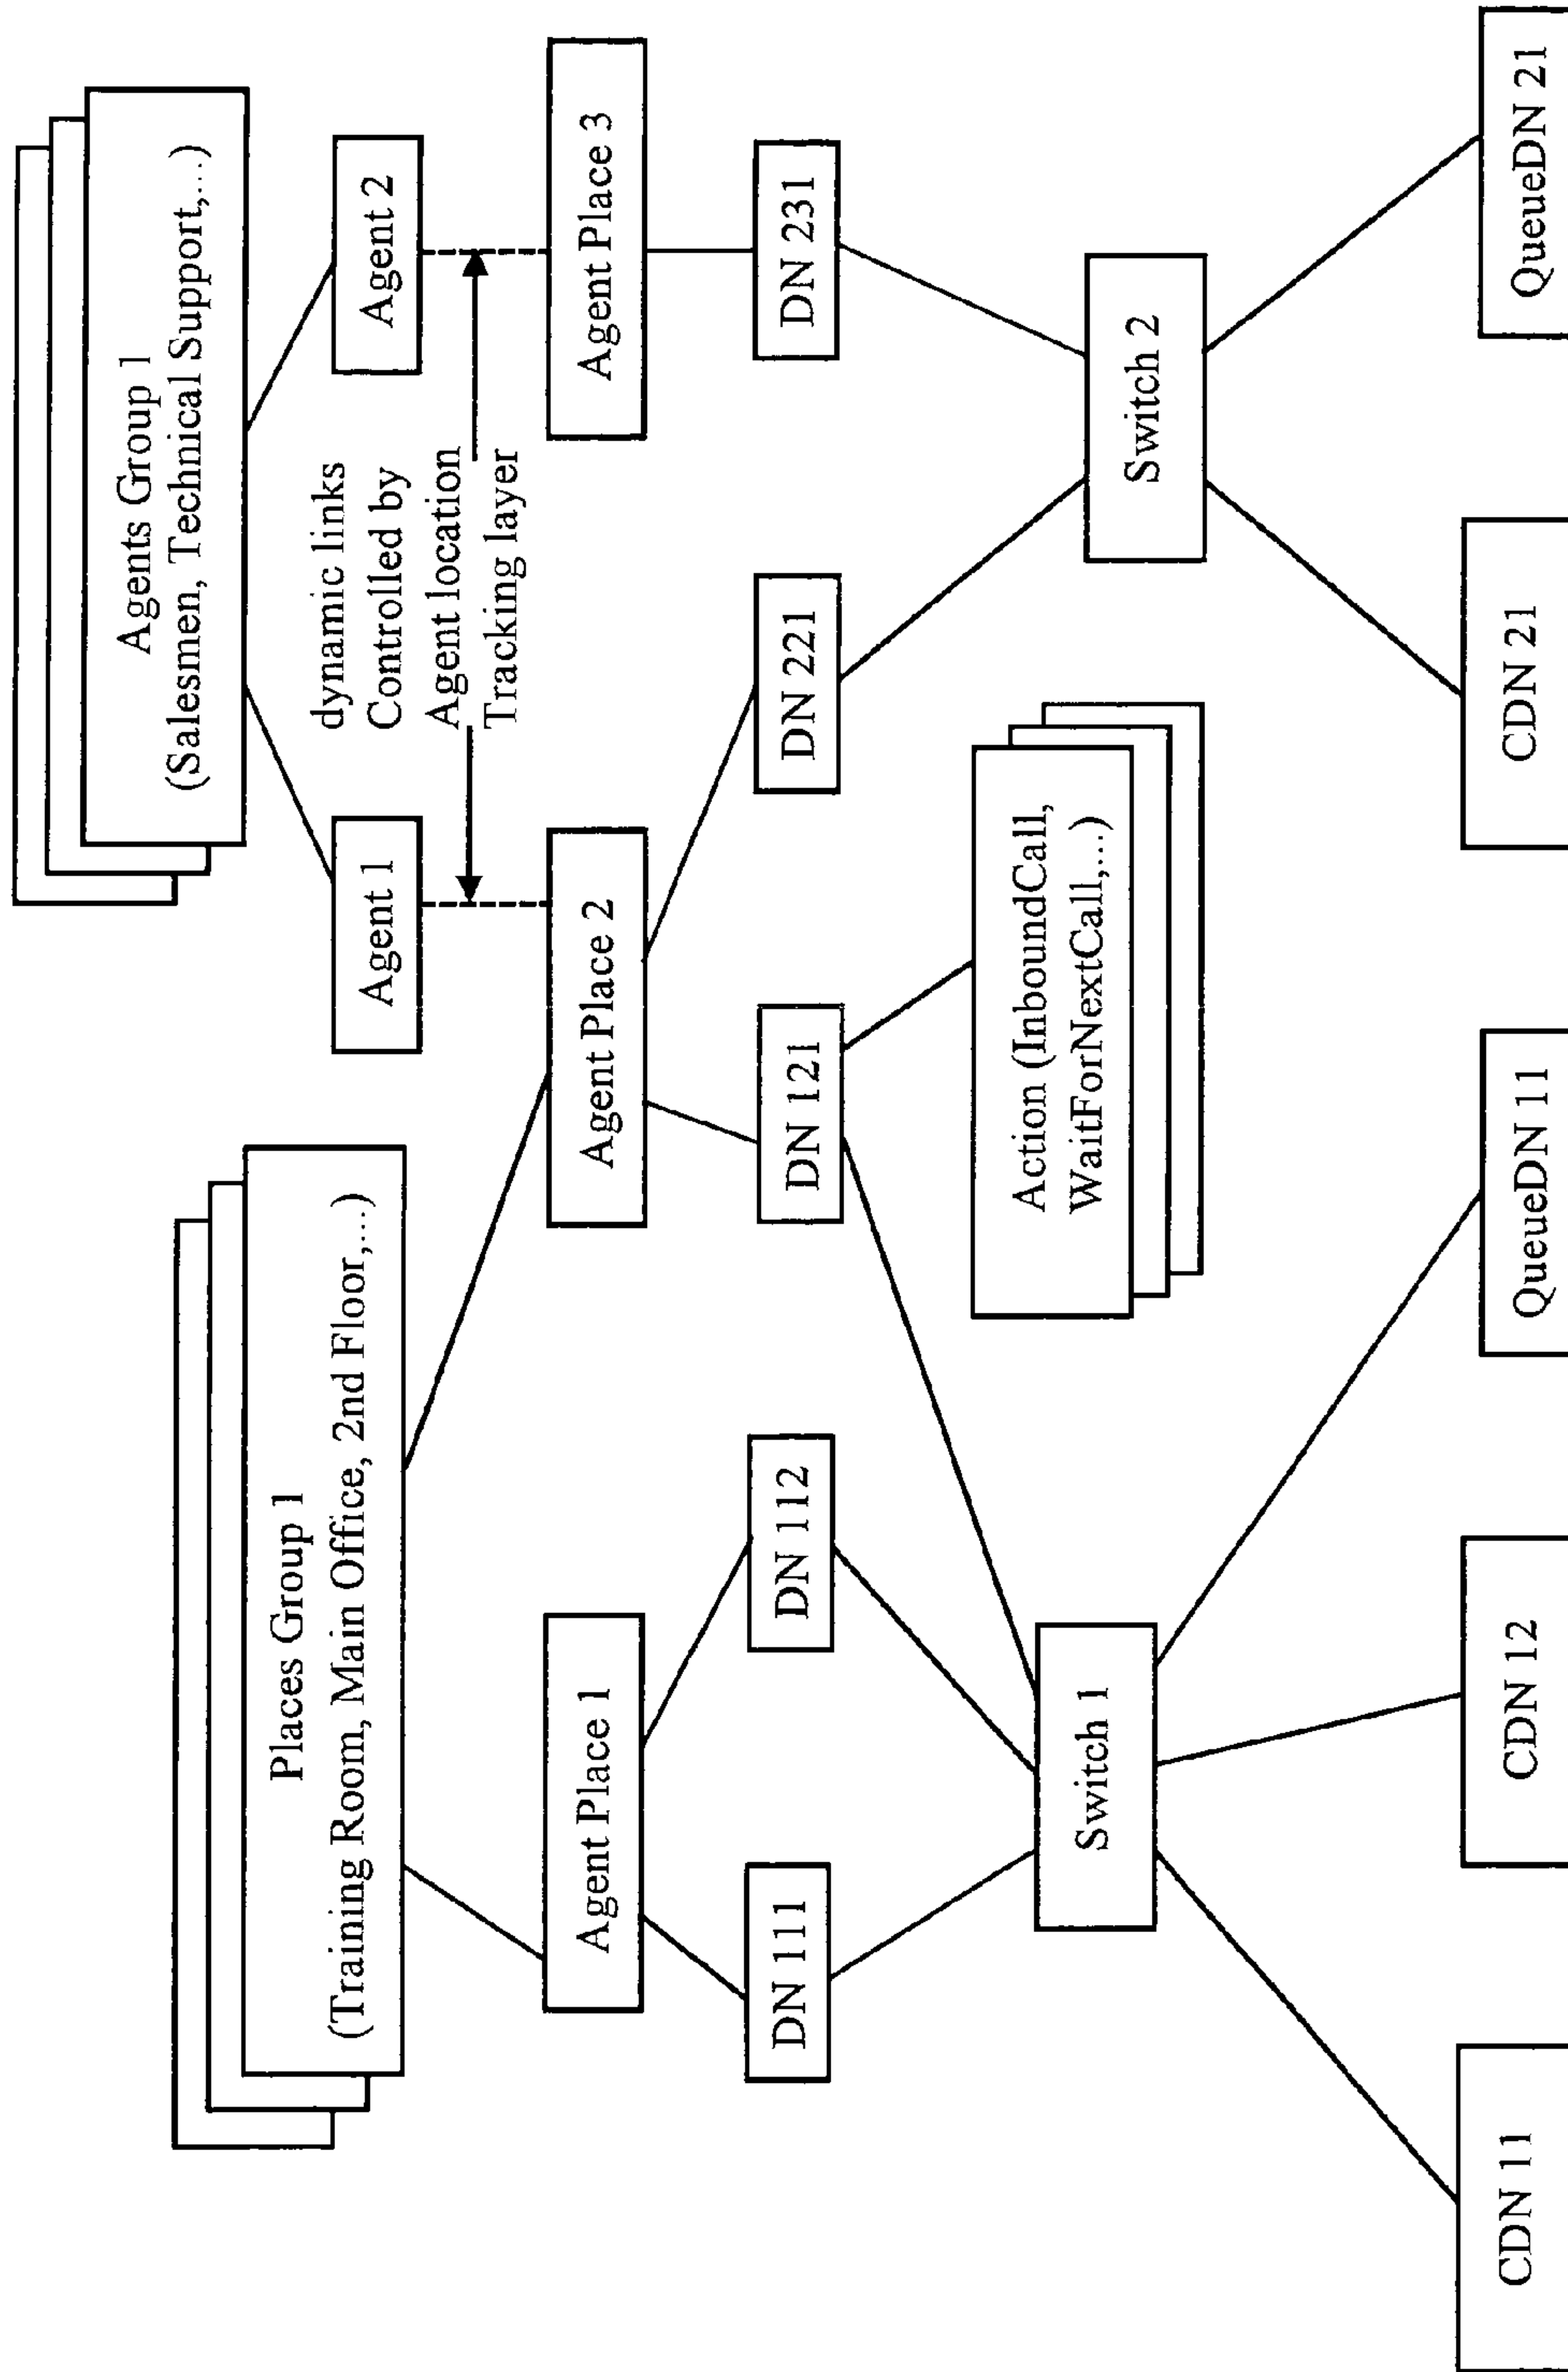 Agents Group 1
(Salesmen, Technical Support,...)
Places Group 1
(Training Room, Main Office, 2nd Floor,...)
Agent 1
Agent 2
dynamic links
Controlled by
Agent location
Tracking layer
Agent Place 1
Agent Place 2
Agent Place 3
DN 111
DN 112
DN 121
DN 221
DN 231
Action (InboundCall,
WaitForNextCall,...)
Switch 1
Switch 2
CDN 11
CDN 12
QueueDN 11
CDN 21
QueueDN 21